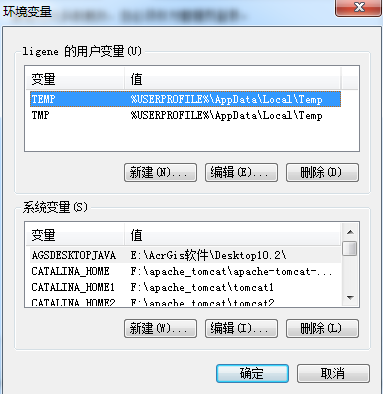 环境变量
ligene 的用户变量(U)
变量 值
TEMP %USERPROFILE%\AppData\Local\Temp
TMP %USERPROFILE%\AppData\Local\Temp
新建(N)... 编辑(E)... 删除(D)
系统变量(S)
变量 值
AGSDESKTOPJAVA E:\AcrGis软件\Desktop10.2\
CATALINA_HOME F:\apache_tomcat\apache-tomcat-...
CATALINA_HOME1 F:\apache_tomcat\tomcat1
CATALINA_HOME2 F:\apache_tomcat\tomcat2
新建(W)... 编辑(I)... 删除(L)
确定 取消